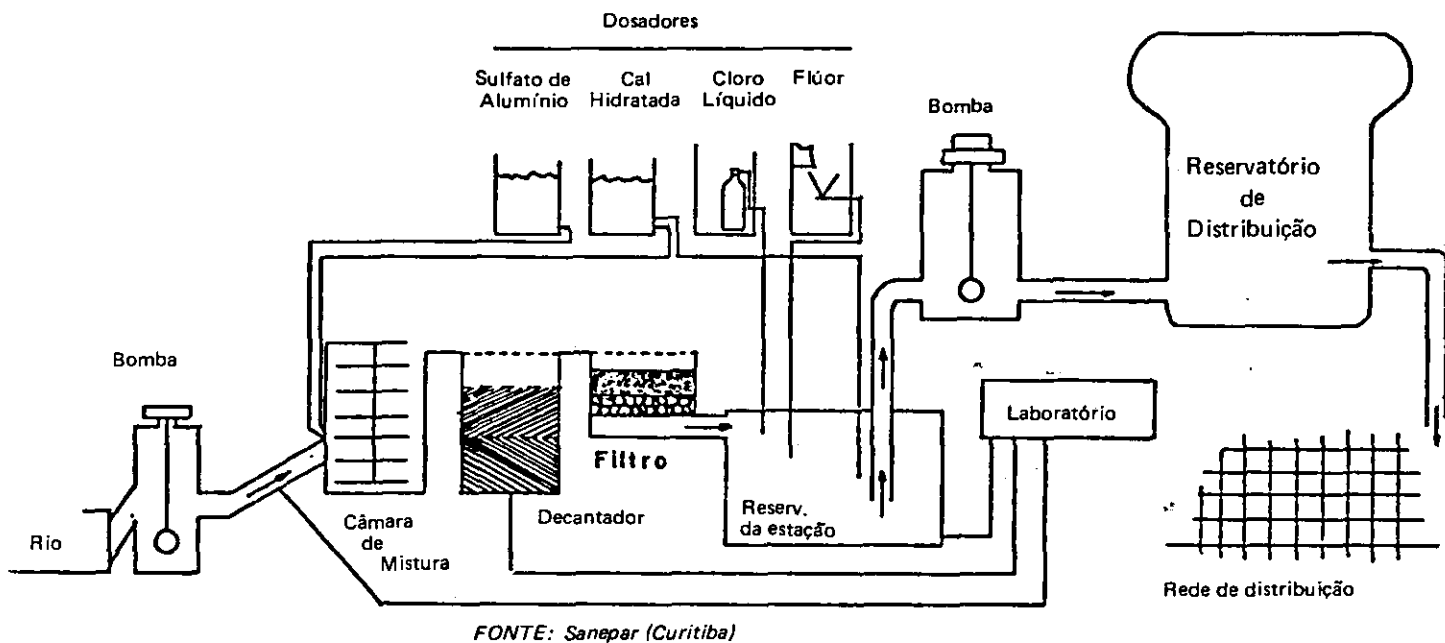 Dosadores
Sulfato de
Alumínio
Cal
Hidratada
Cloro
Líquido
Flúor
Bomba
Reservatório
de
Distribuição
Bomba
Laboratório
Filtro
Rio
Câmara
de
Mistura
Decantador
Reserv.
da estação
Rede de distribuição
FONTE: Sanepar (Curitiba)